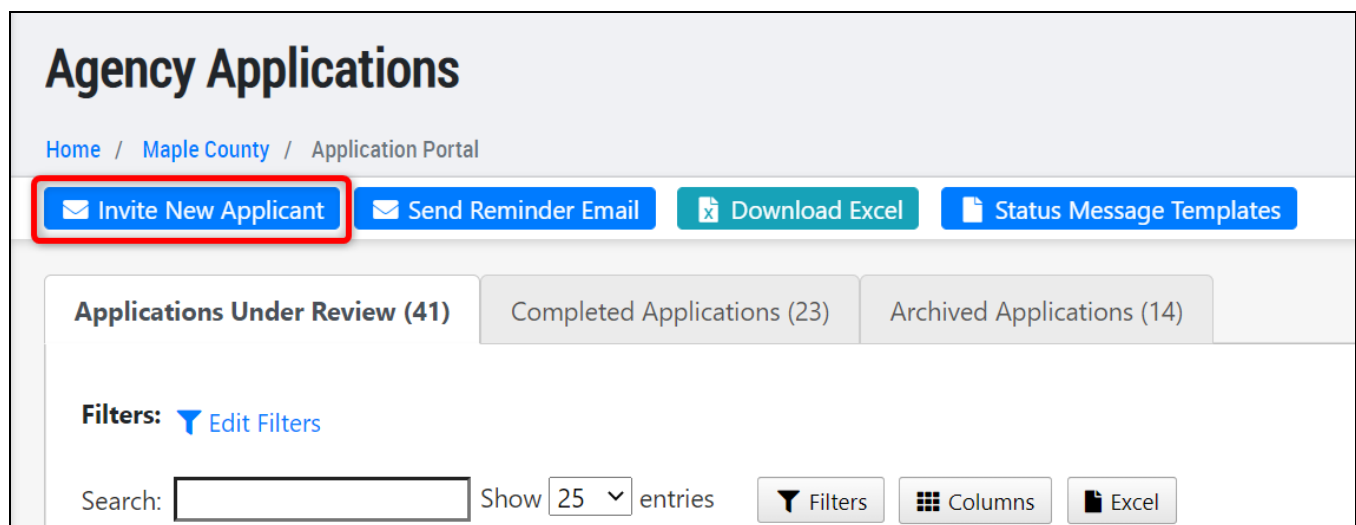 Agency Applications
Home / Maple County / Application Portal
Invite New Applicant Send Reminder Email Download Excel Status Message Templates
Applications Under Review (41) Completed Applications (23) Archived Applications (14)
Filters: Edit Filters
Search: Show 25 entries Filters Columns Excel